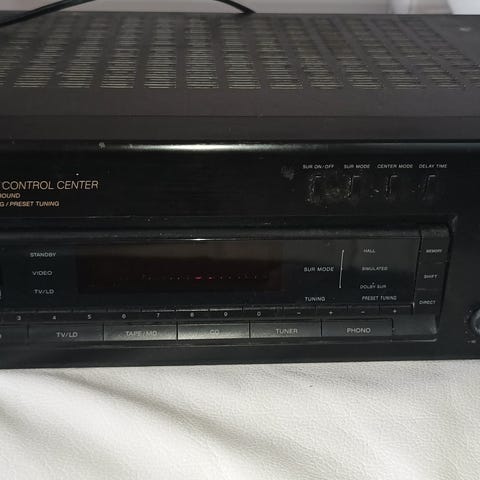 SUR ON/OFF SUR MODE CENTER MODE DELAY TIME
CONTROL CENTER
ROUND
G / PRESET TUNING
STANDBY
VIDEO
TV/LD
SUR MODE
HALL
SIMULATED
DOLBY SUR
TUNING
PRESET TUNING
MEMORY
SHIFT
DIRECT
3 4 5 6 7 8 9 0 − + − +
TV/LD TAPE/MD CD TUNER PHONO